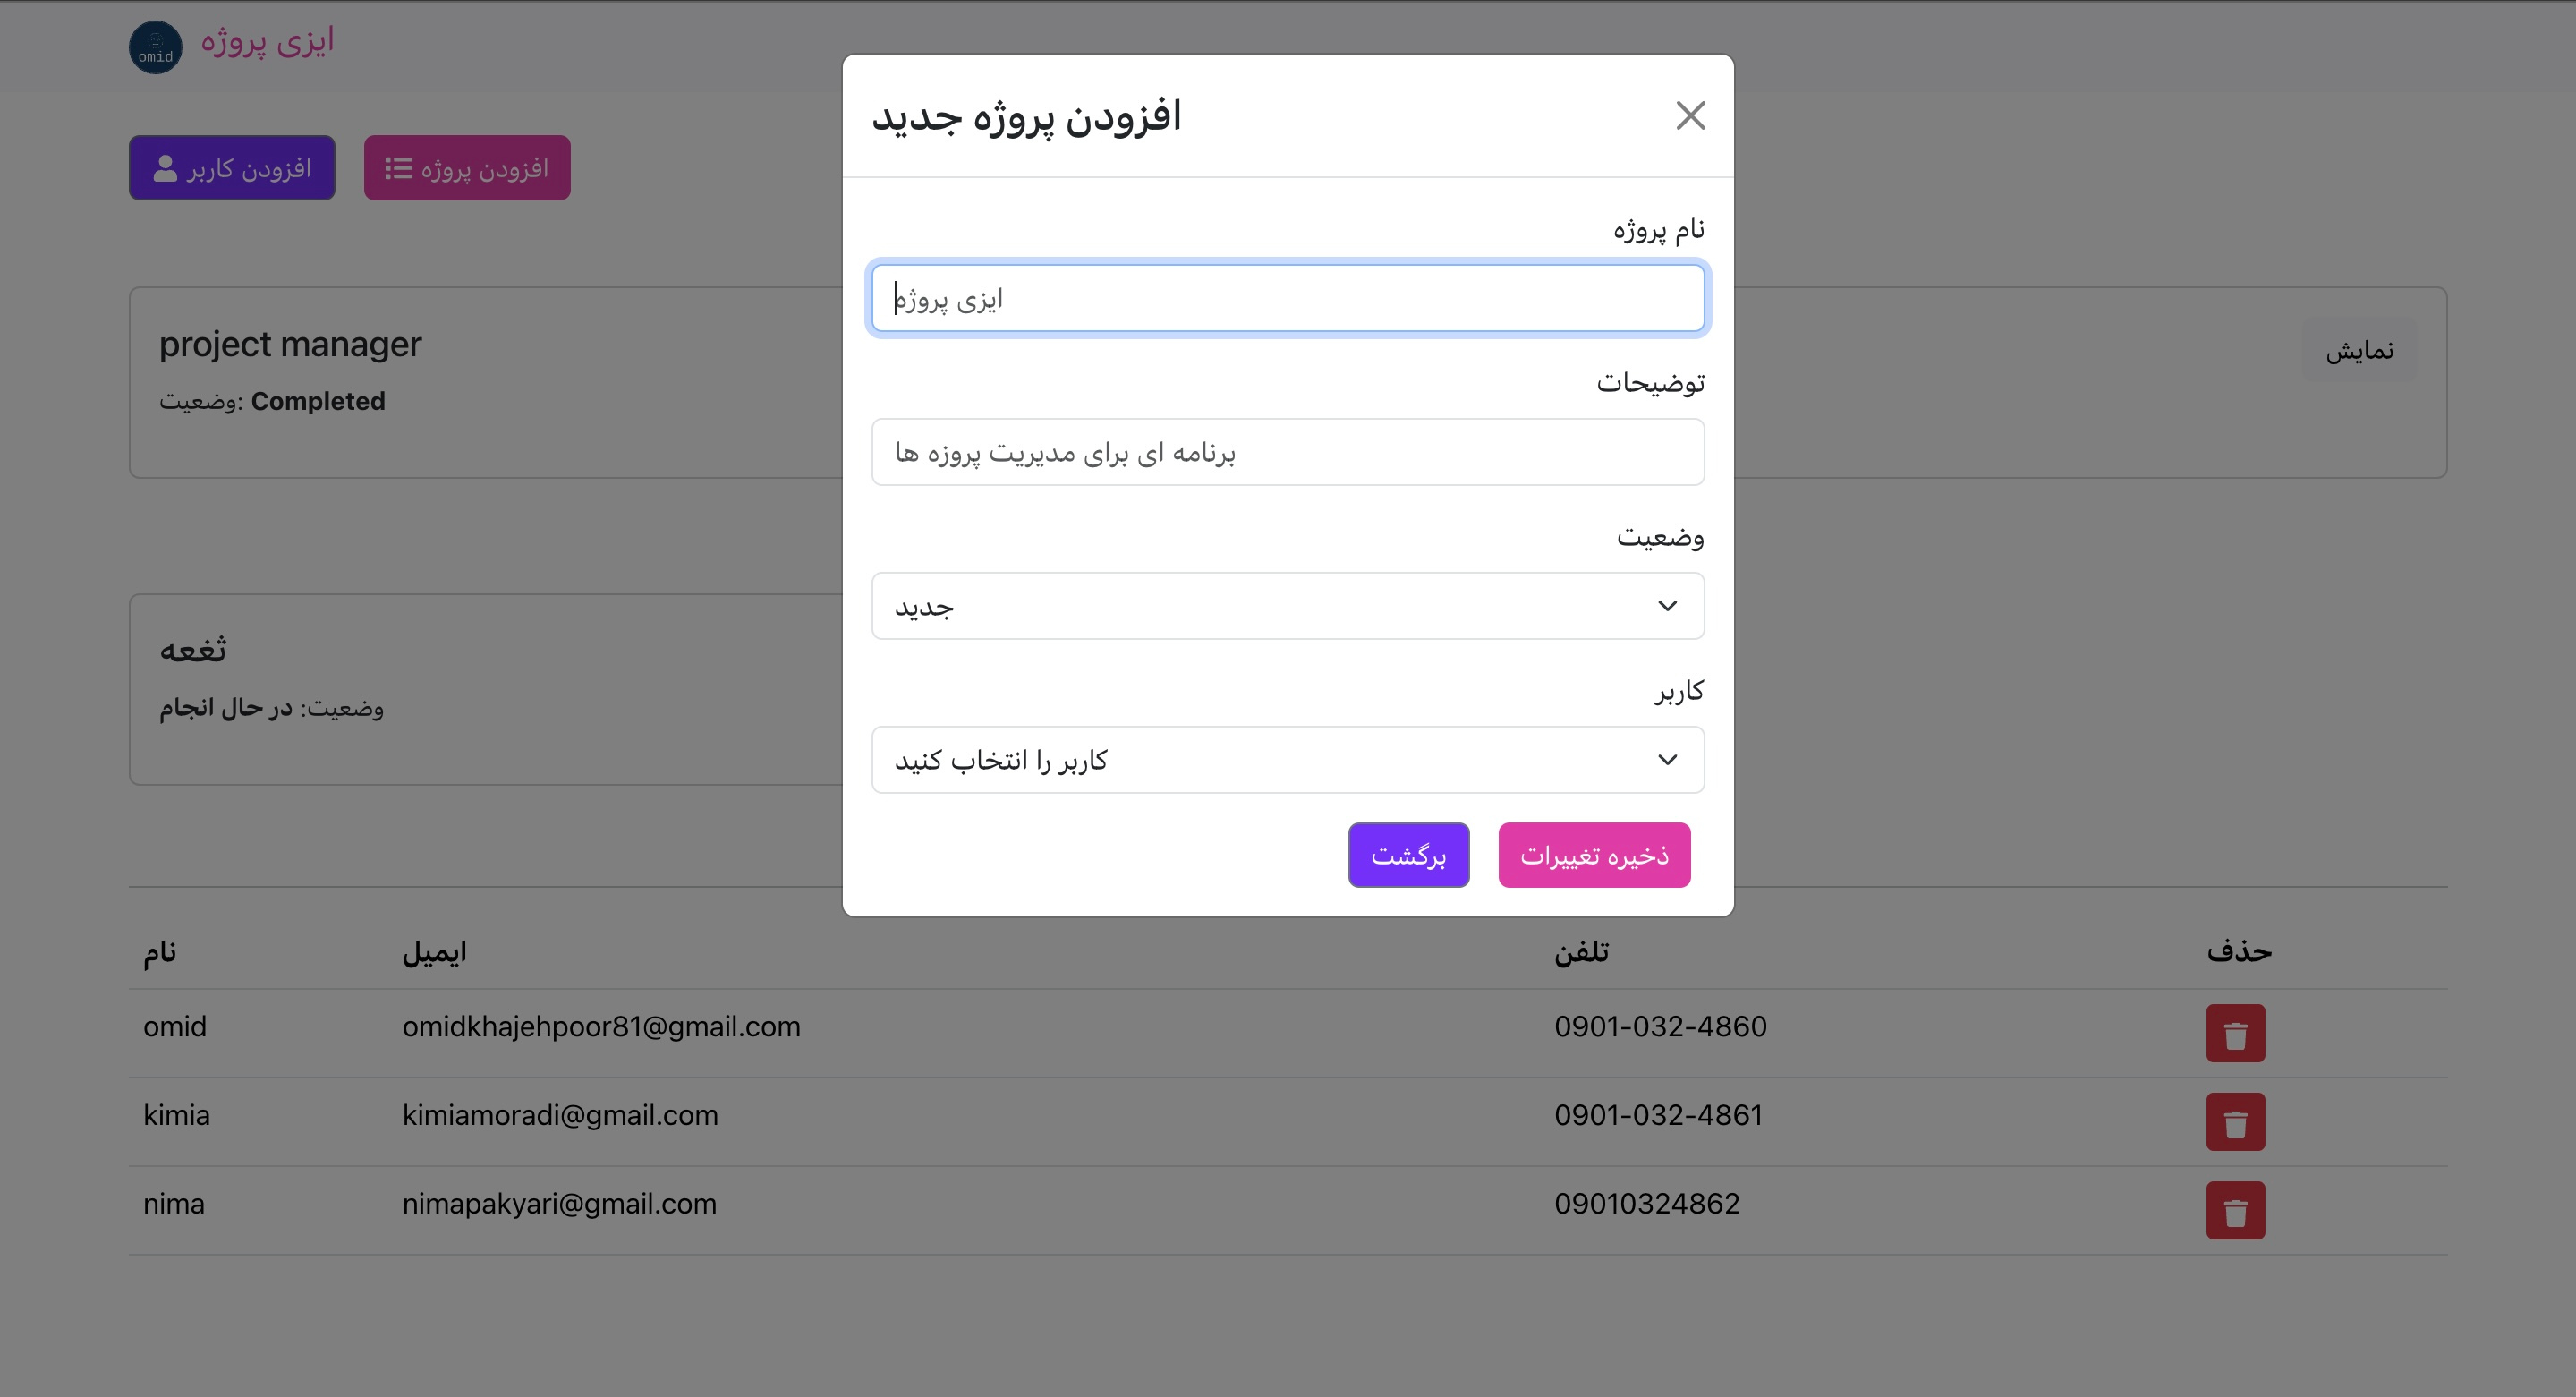 omid
ایزی پروژه
افزودن کاربر
افزودن پروژه
project manager
وضعیت: Completed
نمایش
ثغعه
وضعیت: در حال انجام
افزودن پروژه جدید
نام پروژه
ایزی پروژه
توضیحات
برنامه ای برای مدیریت پروزه ها
وضعیت
جدید
کاربر
کاربر را انتخاب کنید
برگشت
ذخیره تغییرات
نام ایمیل تلفن حذف
omid omidkhajehpoor81@gmail.com 0901-032-4860
kimia kimiamoradi@gmail.com 0901-032-4861
nima nimapakyari@gmail.com 09010324862